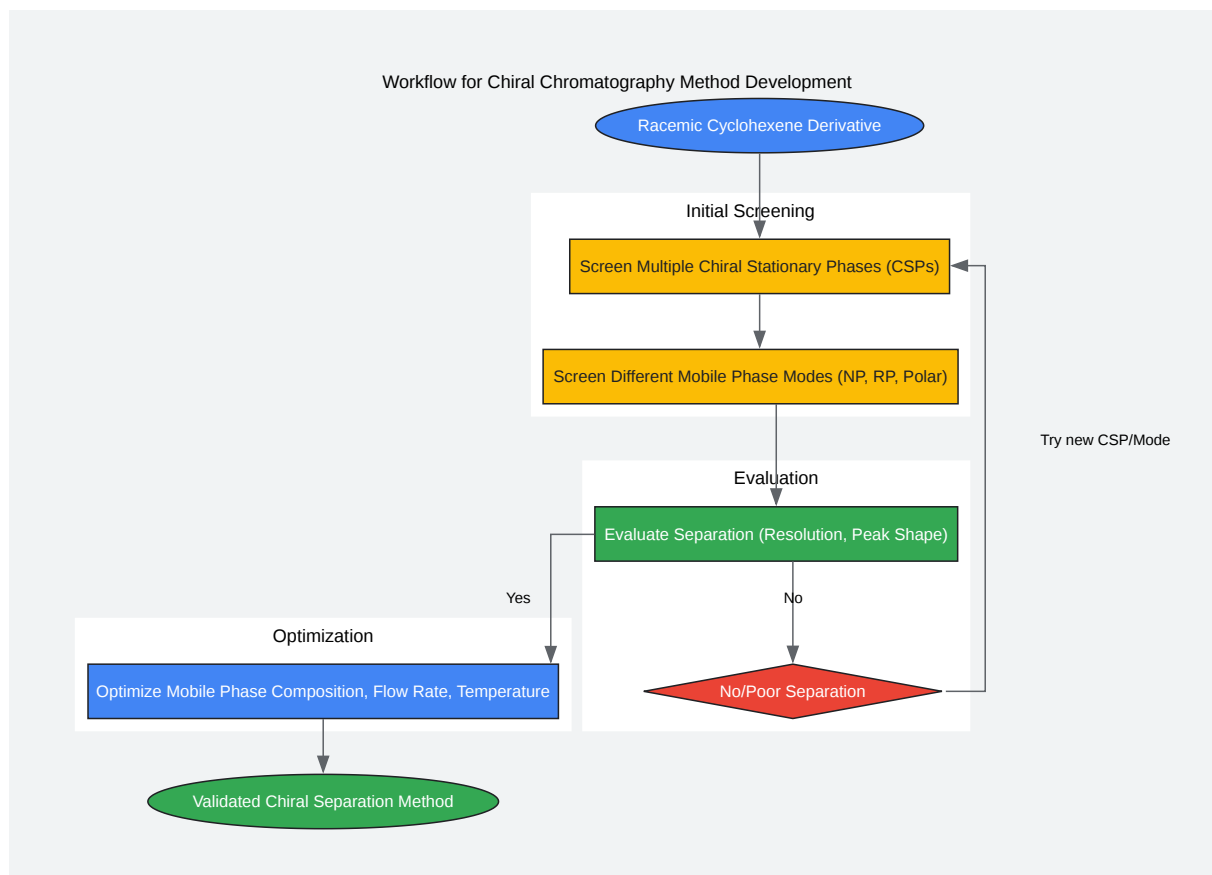 Workflow for Chiral Chromatography Method Development
Racemic Cyclohexene Derivative
Initial Screening
Screen Multiple Chiral Stationary Phases (CSPs)
Screen Different Mobile Phase Modes (NP, RP, Polar)
Try new CSP/Mode
Evaluation
Evaluate Separation (Resolution, Peak Shape)
Yes
No
Optimization
Optimize Mobile Phase Composition, Flow Rate, Temperature
No/Poor Separation
Validated Chiral Separation Method